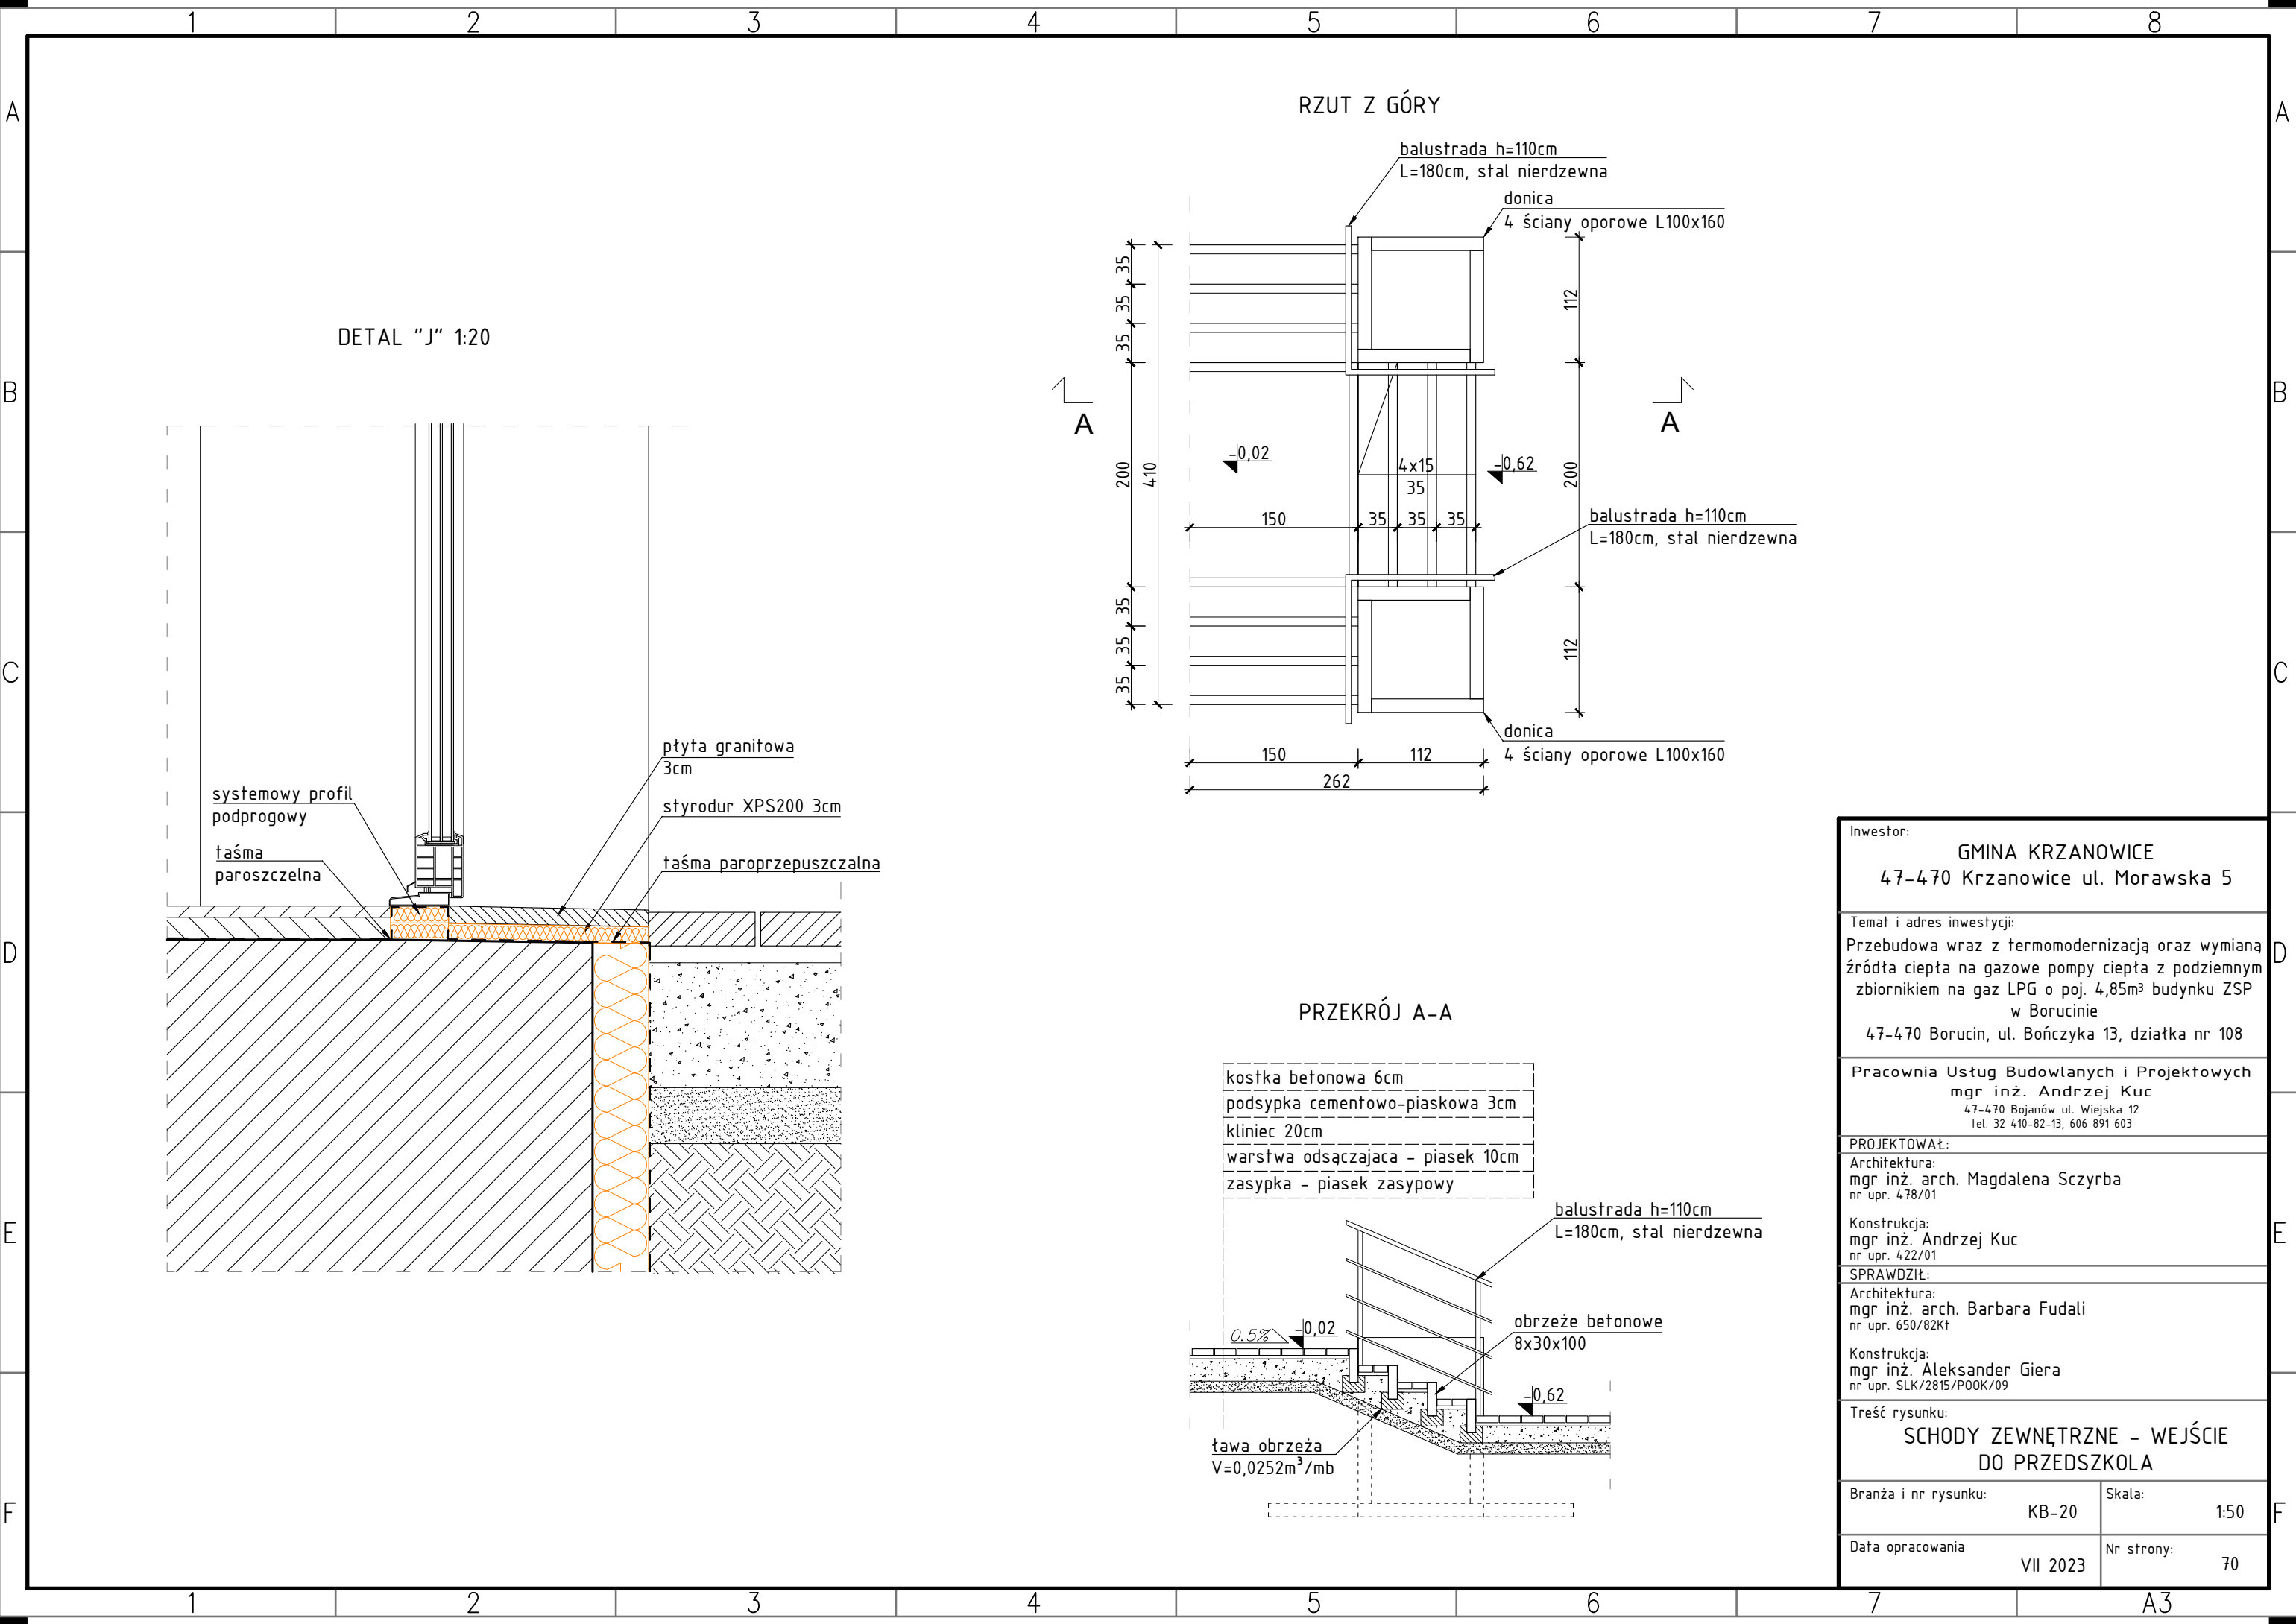 1 2 3 4 5 6 7 8
A A
B B
C C
D D
E E
F F
DETAL "J" 1:20
systemowy profil
podprogowy
taśma
paroszczelna
płyta granitowa
3cm
styrodur XPS200 3cm
taśma paroprzepuszczalna
RZUT Z GÓRY
balustrada h=110cm
L=180cm, stal nierdzewna
donica
4 ściany oporowe L100x160
35
35
35
200
410
35
35
35
112
200
112
A
A
-0,02
4x15
35
-0,62
150 35 35 35
balustrada h=110cm
L=180cm, stal nierdzewna
donica
4 ściany oporowe L100x160
150 112
262
PRZEKRÓJ A-A
kostka betonowa 6cm
podsypka cementowo-piaskowa 3cm
kliniec 20cm
warstwa odsączajaca - piasek 10cm
zasypka - piasek zasypowy
balustrada h=110cm
L=180cm, stal nierdzewna
obrzeże betonowe
8x30x100
0.5% -0,02
-0,62
ława obrzeża
V=0,0252m³/mb
Inwestor:
GMINA KRZANOWICE
47-470 Krzanowice ul. Morawska 5
Temat i adres inwestycji:
Przebudowa wraz z termomodernizacją oraz wymianą
źródła ciepła na gazowe pompy ciepła z podziemnym
zbiornikiem na gaz LPG o poj. 4,85m³ budynku ZSP
w Borucinie
47-470 Borucin, ul. Bończyka 13, działka nr 108
Pracownia Usług Budowlanych i Projektowych
mgr inż. Andrzej Kuc
47-470 Bojanów ul. Wiejska 12
tel. 32 410-82-13, 606 891 603
PROJEKTOWAŁ:
Architektura:
mgr inż. arch. Magdalena Sczyrba
nr upr. 478/01
Konstrukcja:
mgr inż. Andrzej Kuc
nr upr. 422/01
SPRAWDZIŁ:
Architektura:
mgr inż. arch. Barbara Fudali
nr upr. 650/82Kt
Konstrukcja:
mgr inż. Aleksander Giera
nr upr. SLK/2815/POOK/09
Treść rysunku:
SCHODY ZEWNĘTRZNE - WEJŚCIE
DO PRZEDSZKOLA
Branża i nr rysunku:
KB-20
Skala:
1:50
Data opracowania
VII 2023
Nr strony:
70
1 2 3 4 5 6 7 A3